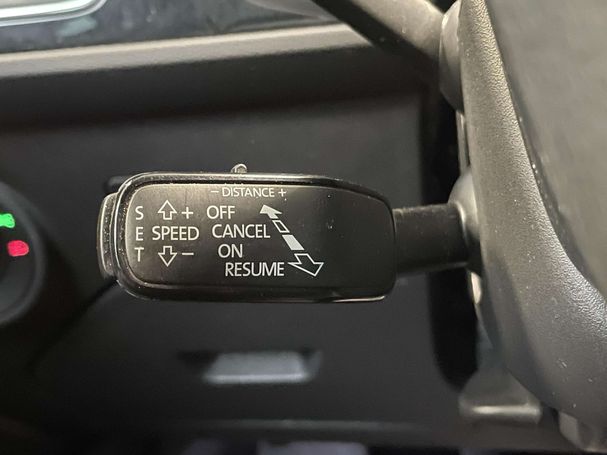 − DISTANCE +
S + OFF
E SPEED CANCEL
T − ON
RESUME